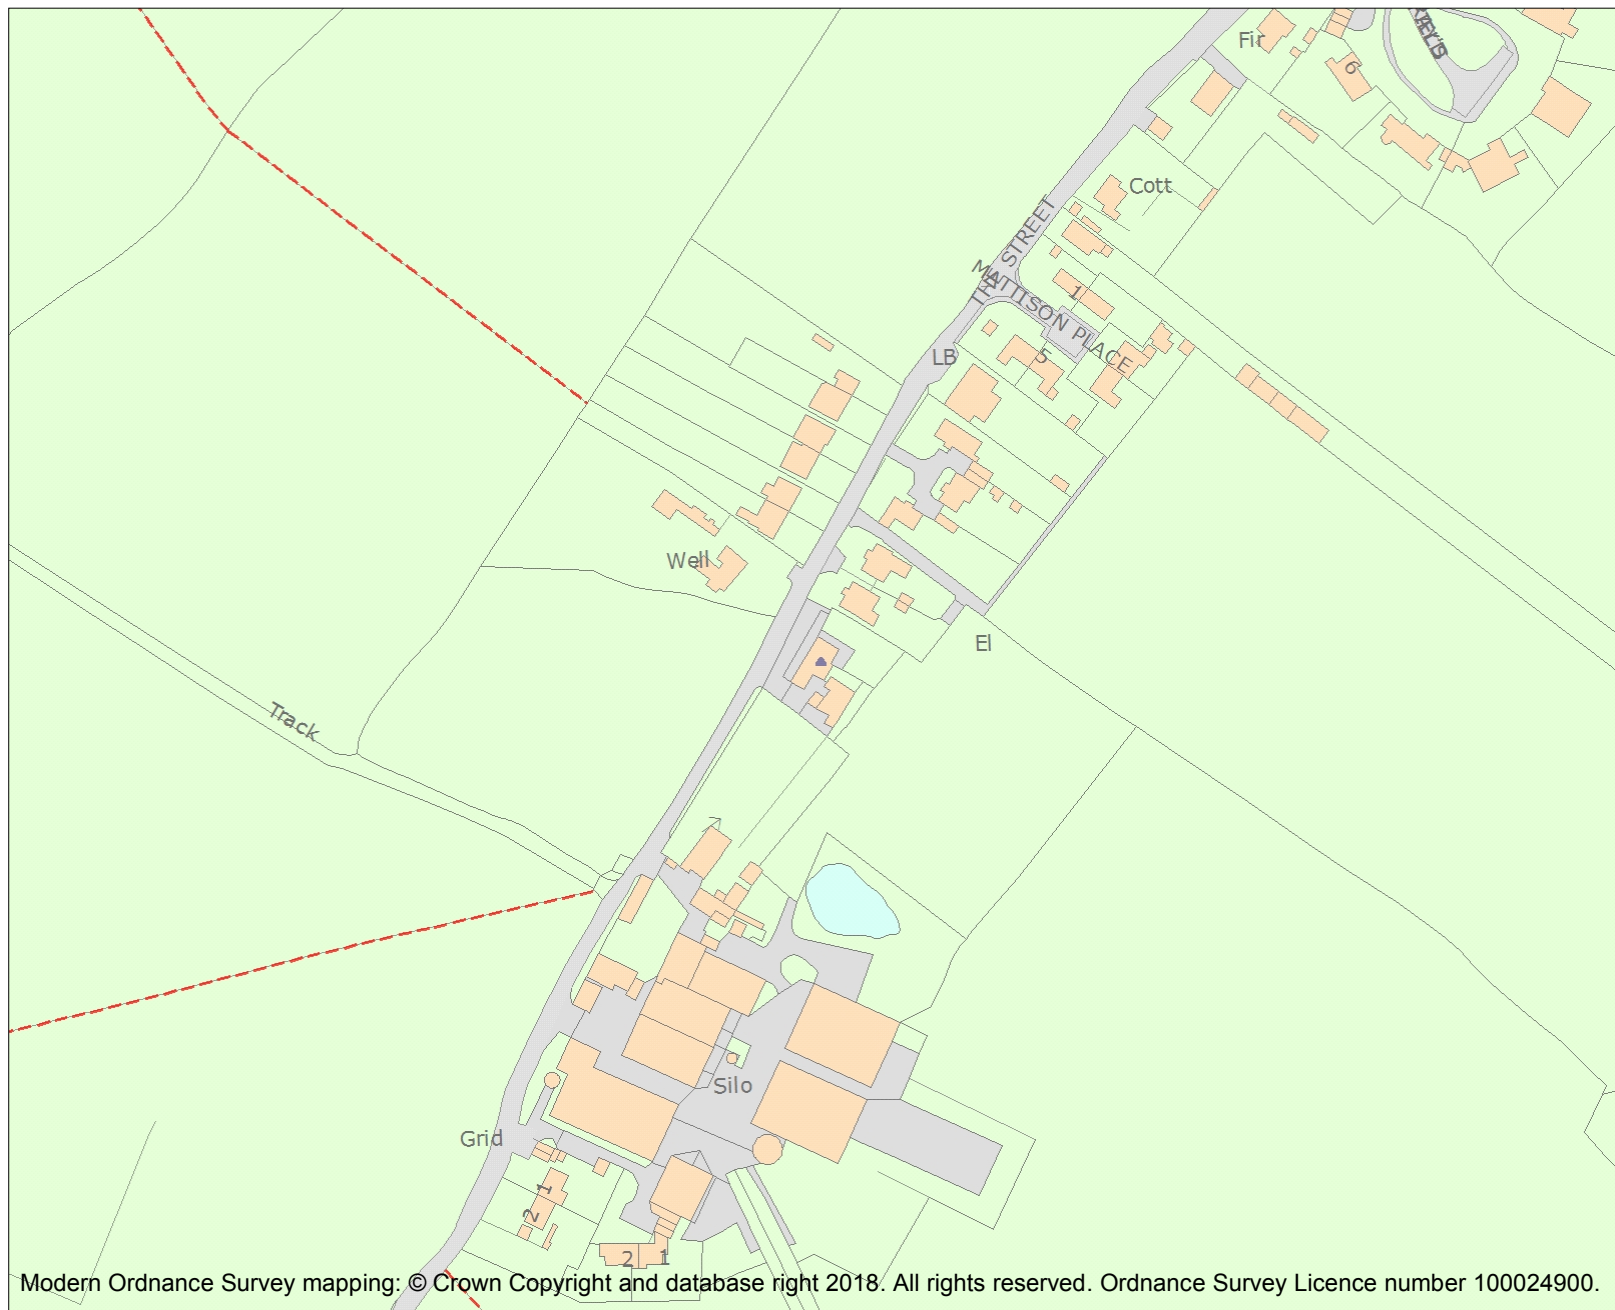 Fir
6
Cott
THE STREET
MATTISON PLACE
1
LB
5
Well
El
Track
Silo
Grid
1
2
2 1
Modern Ordnance Survey mapping: © Crown Copyright and database right 2018. All rights reserved. Ordnance Survey Licence number 100024900.